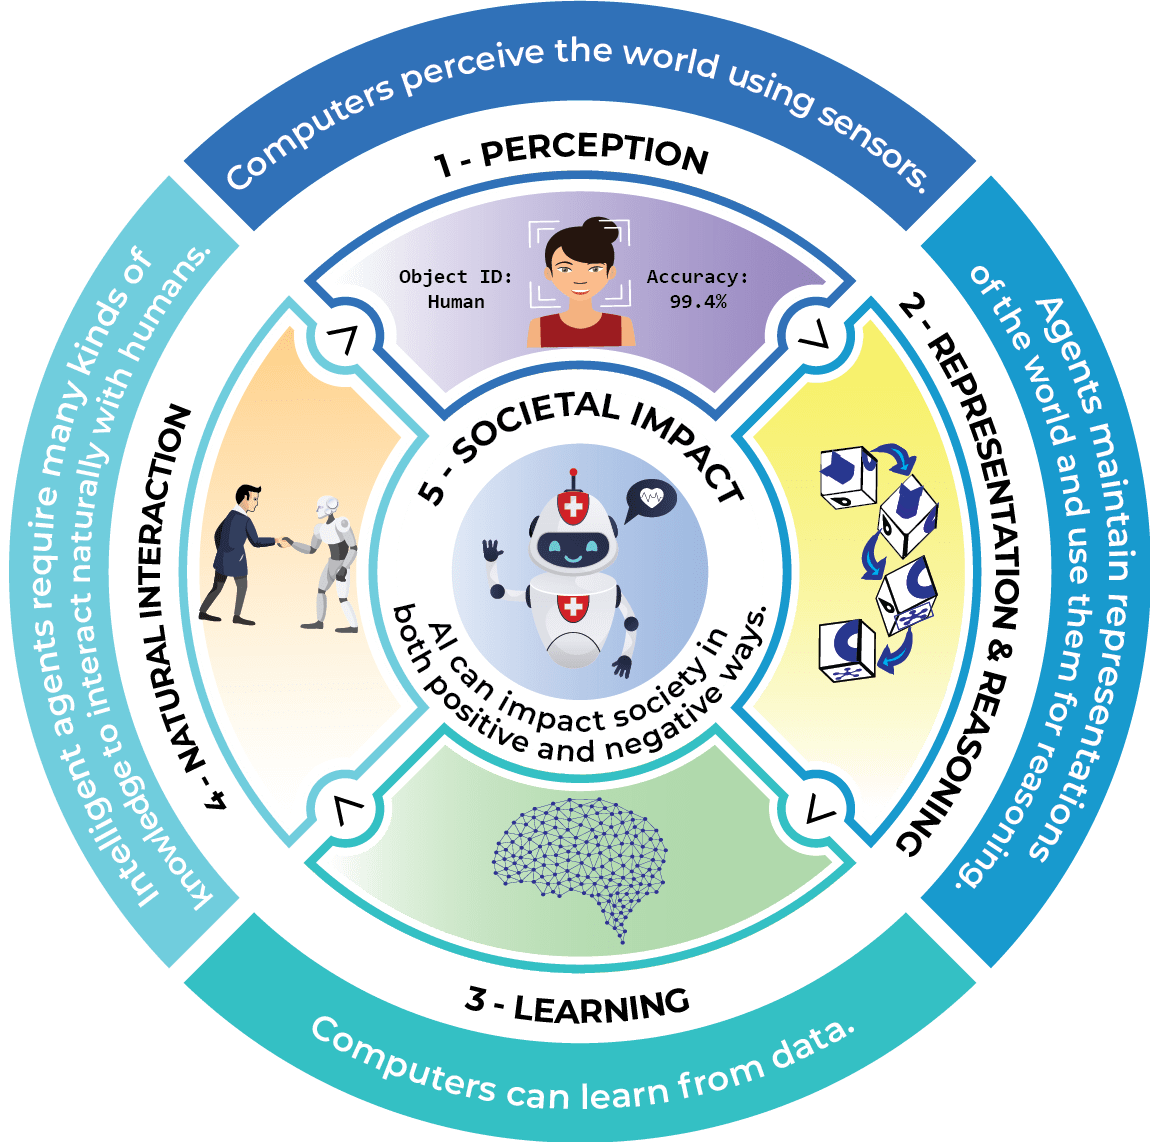 Computers perceive the world using sensors.
1 - PERCEPTION
Object ID:
Human
Accuracy:
99.4%
2 - REPRESENTATION & REASONING
Agents maintain representations
of the world and use them for reasoning.
3 - LEARNING
Computers can learn from data.
4 - NATURAL INTERACTION
Intelligent agents require many kinds of
knowledge to interact naturally with humans.
5 - SOCIETAL IMPACT
AI can impact society in
both positive and negative ways.